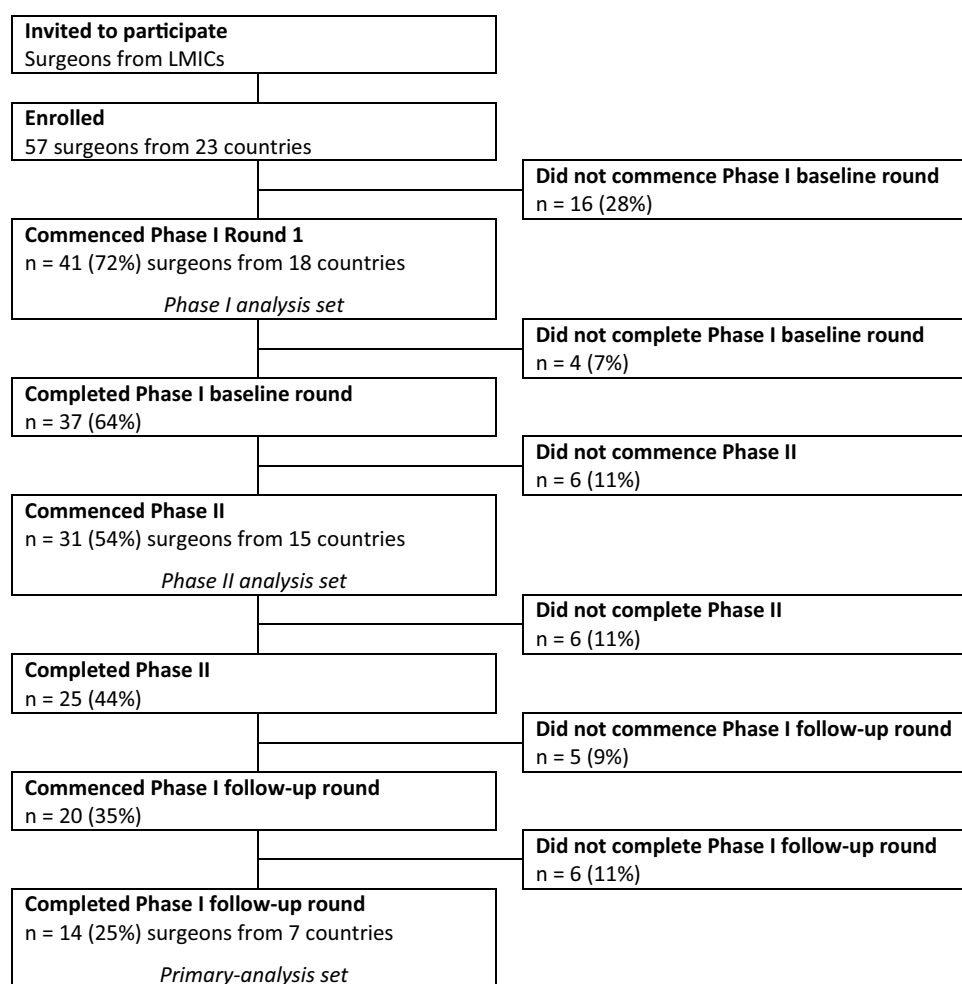 Invited to participate
Surgeons from LMICs
Enrolled
57 surgeons from 23 countries
Did not commence Phase I baseline round
n = 16 (28%)
Commenced Phase I Round 1
n = 41 (72%) surgeons from 18 countries
Phase I analysis set
Did not complete Phase I baseline round
n = 4 (7%)
Completed Phase I baseline round
n = 37 (64%)
Did not commence Phase II
n = 6 (11%)
Commenced Phase II
n = 31 (54%) surgeons from 15 countries
Phase II analysis set
Did not complete Phase II
n = 6 (11%)
Completed Phase II
n = 25 (44%)
Did not commence Phase I follow-up round
n = 5 (9%)
Commenced Phase I follow-up round
n = 20 (35%)
Did not complete Phase I follow-up round
n = 6 (11%)
Completed Phase I follow-up round
n = 14 (25%) surgeons from 7 countries
Primary-analysis set